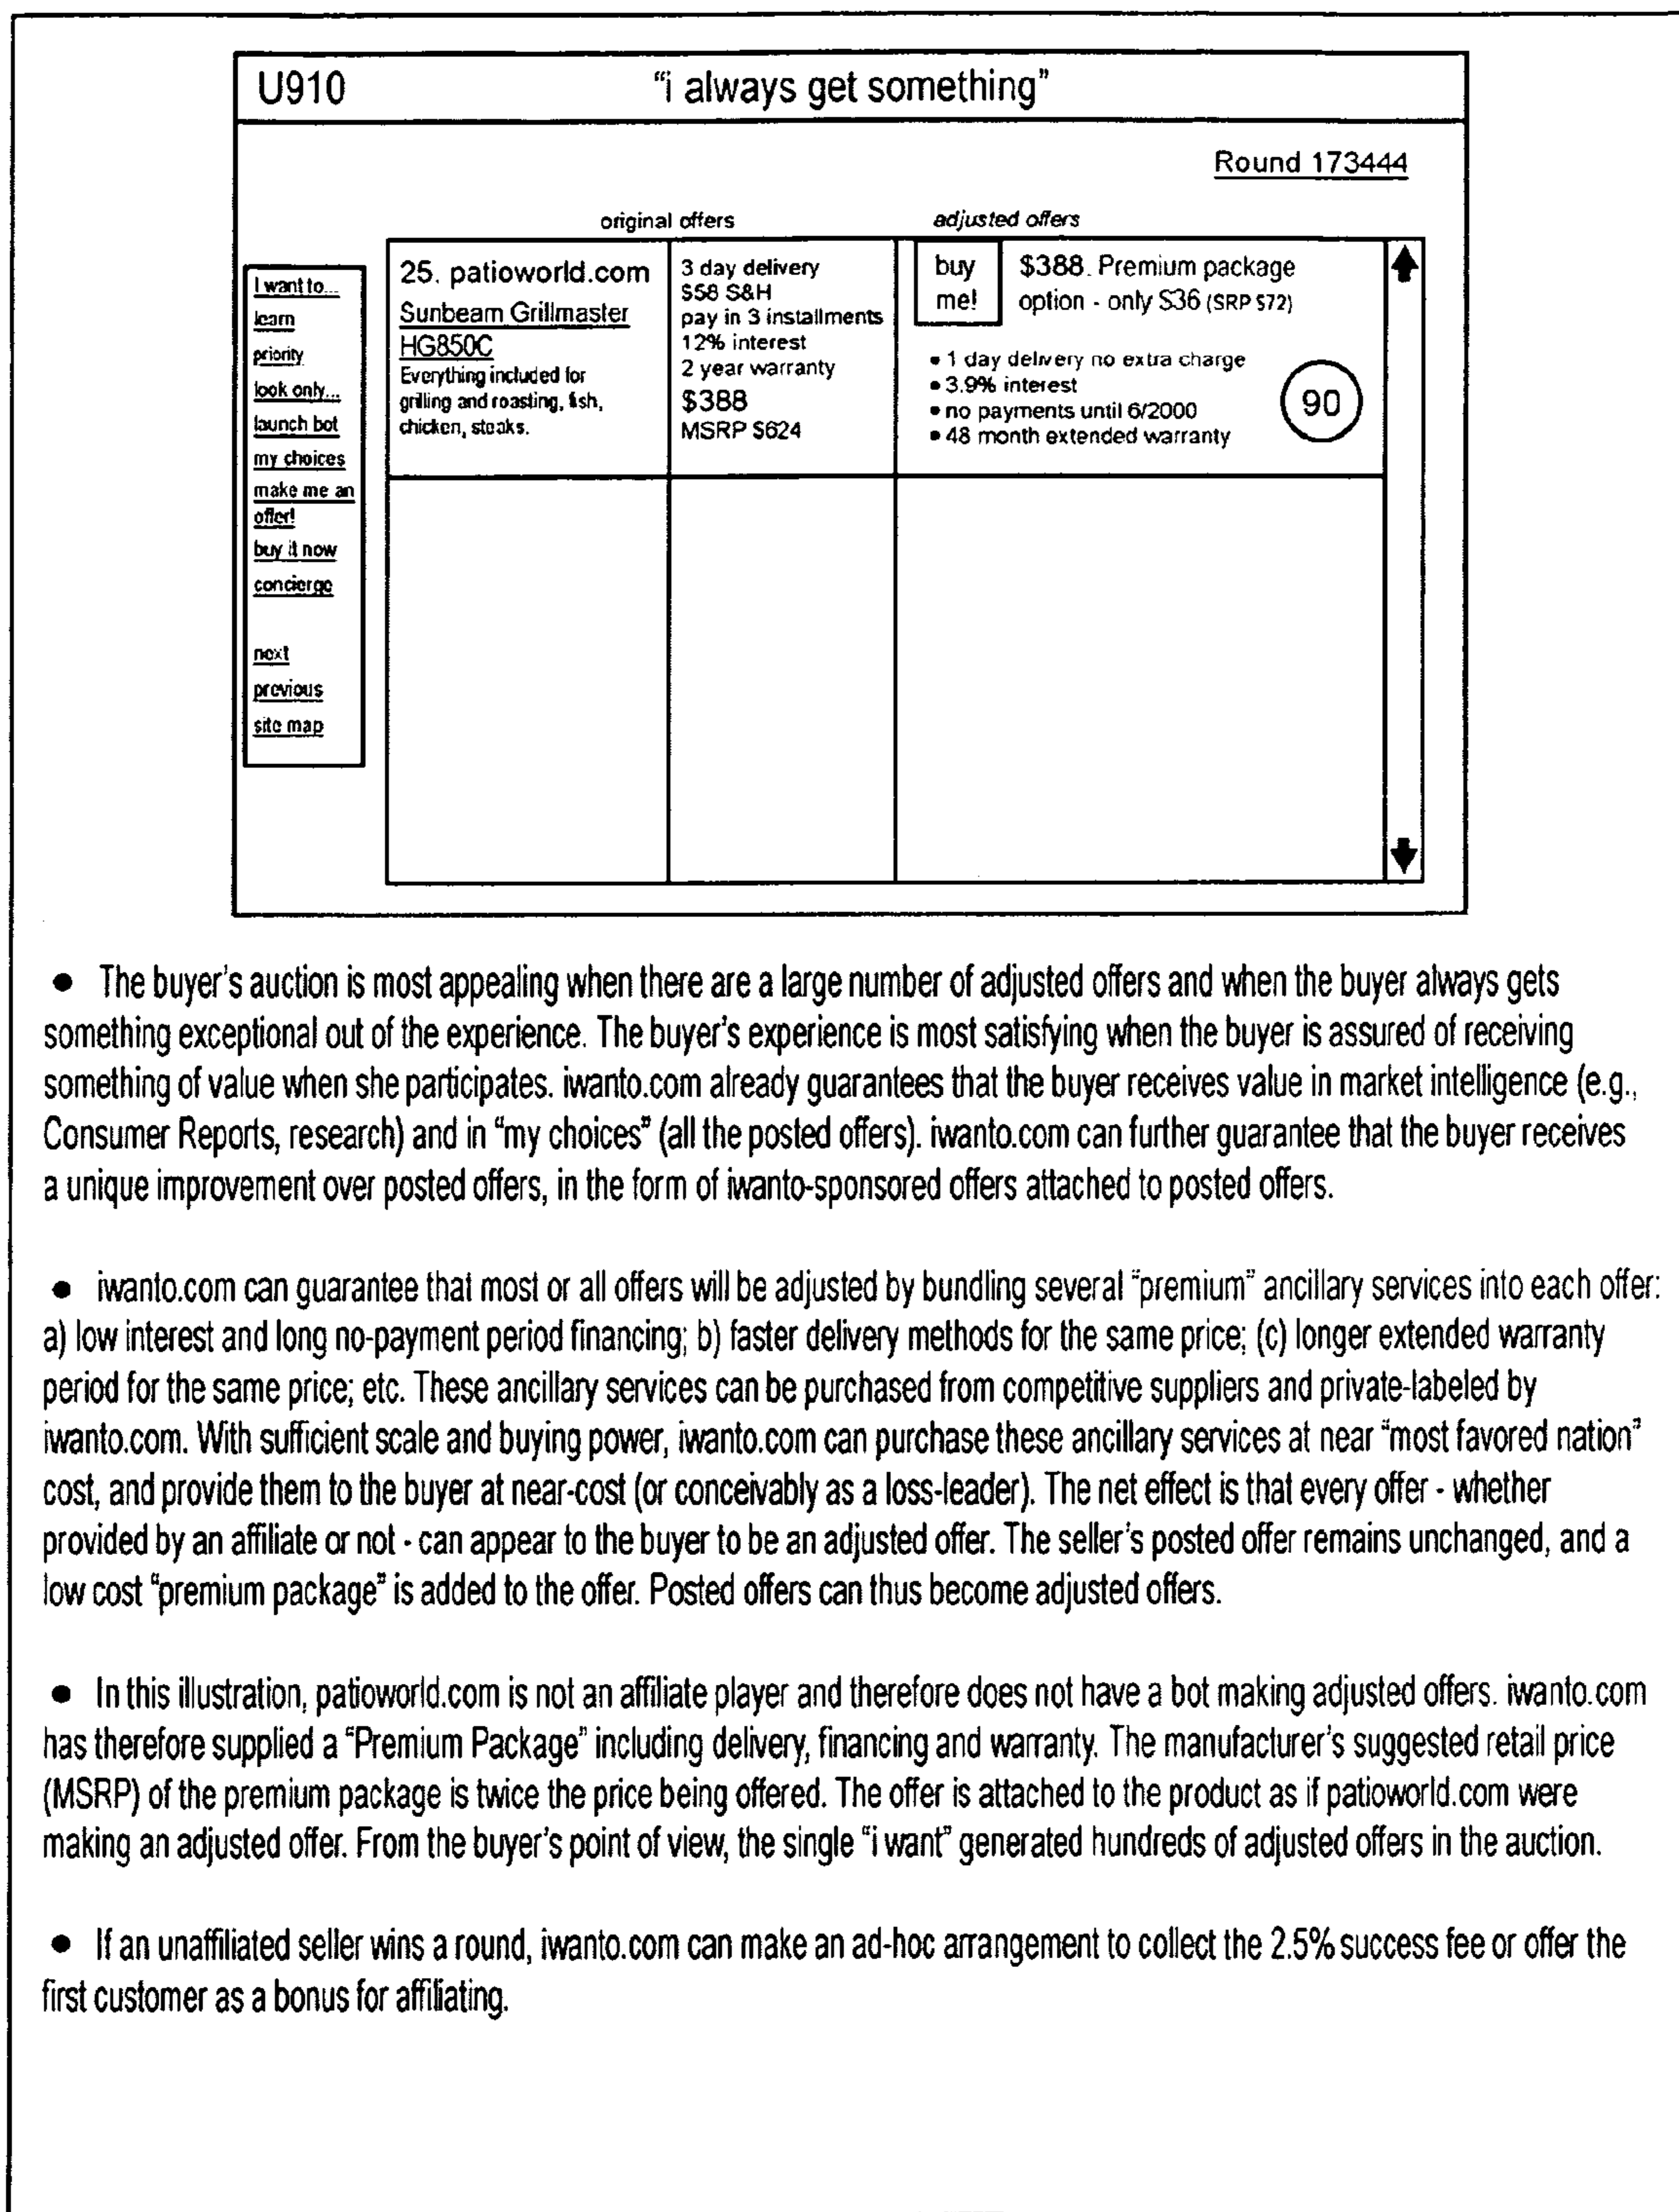 U910 "i always get something"
Round 173444
original offers adjusted offers
I want to...
learn
priority
look only...
launch bot
my choices
make me an
offer!
buy it now
concierge
next
previous
site map
25. patioworld.com
Sunbeam Grillmaster
HG850C
Everything included for
grilling and roasting, fish,
chicken, steaks.
3 day delivery
$58 S&H
pay in 3 installments
12% interest
2 year warranty
$388
MSRP $624
buy
me!
$388. Premium package
option - only $36 (SRP $72)
• 1 day delivery no extra charge
• 3.9% interest
• no payments until 6/2000
• 48 month extended warranty
90
• The buyer's auction is most appealing when there are a large number of adjusted offers and when the buyer always gets
something exceptional out of the experience. The buyer's experience is most satisfying when the buyer is assured of receiving
something of value when she participates. iwanto.com already guarantees that the buyer receives value in market intelligence (e.g.,
Consumer Reports, research) and in "my choices" (all the posted offers). iwanto.com can further guarantee that the buyer receives
a unique improvement over posted offers, in the form of iwanto-sponsored offers attached to posted offers.
• iwanto.com can guarantee that most or all offers will be adjusted by bundling several "premium" ancillary services into each offer:
a) low interest and long no-payment period financing; b) faster delivery methods for the same price; (c) longer extended warranty
period for the same price; etc. These ancillary services can be purchased from competitive suppliers and private-labeled by
iwanto.com. With sufficient scale and buying power, iwanto.com can purchase these ancillary services at near "most favored nation"
cost, and provide them to the buyer at near-cost (or conceivably as a loss-leader). The net effect is that every offer - whether
provided by an affiliate or not - can appear to the buyer to be an adjusted offer. The seller's posted offer remains unchanged, and a
low cost "premium package" is added to the offer. Posted offers can thus become adjusted offers.
• In this illustration, patioworld.com is not an affiliate player and therefore does not have a bot making adjusted offers. iwanto.com
has therefore supplied a "Premium Package" including delivery, financing and warranty. The manufacturer's suggested retail price
(MSRP) of the premium package is twice the price being offered. The offer is attached to the product as if patioworld.com were
making an adjusted offer. From the buyer's point of view, the single "i want" generated hundreds of adjusted offers in the auction.
• If an unaffiliated seller wins a round, iwanto.com can make an ad-hoc arrangement to collect the 2.5% success fee or offer the
first customer as a bonus for affiliating.